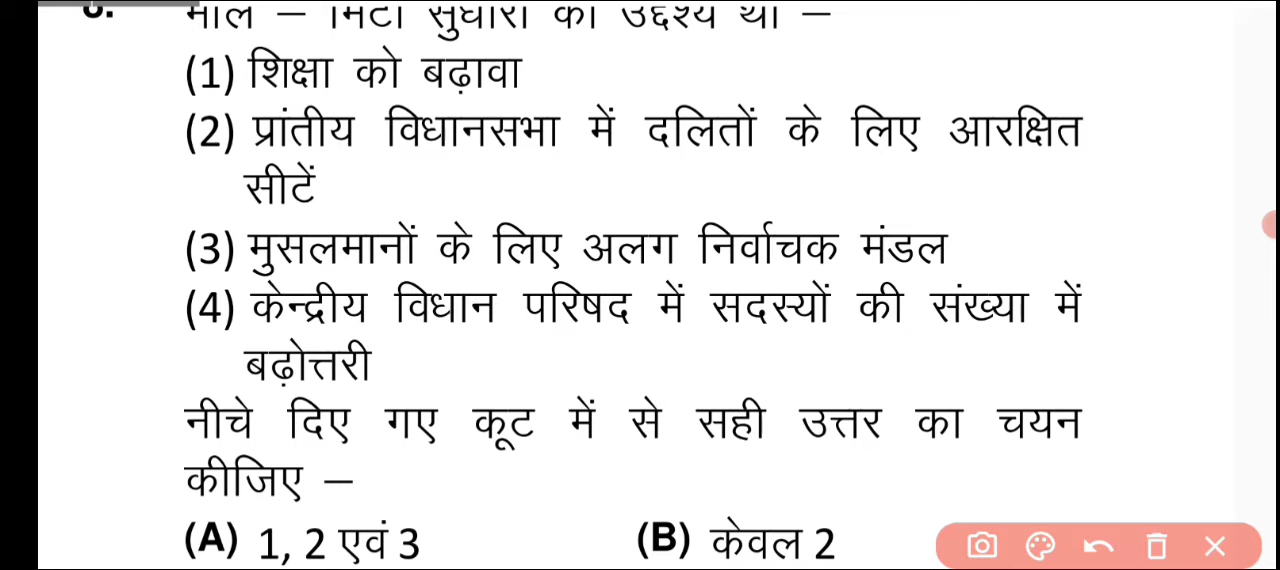 मार्ले – मिंटो सुधारों का उद्देश्य था –
(1) शिक्षा को बढ़ावा
(2) प्रांतीय विधानसभा में दलितों के लिए आरक्षित
सीटें
(3) मुसलमानों के लिए अलग निर्वाचक मंडल
(4) केन्द्रीय विधान परिषद में सदस्यों की संख्या में
बढ़ोत्तरी
नीचे दिए गए कूट में से सही उत्तर का चयन
कीजिए –
(A) 1, 2 एवं 3 (B) केवल 2